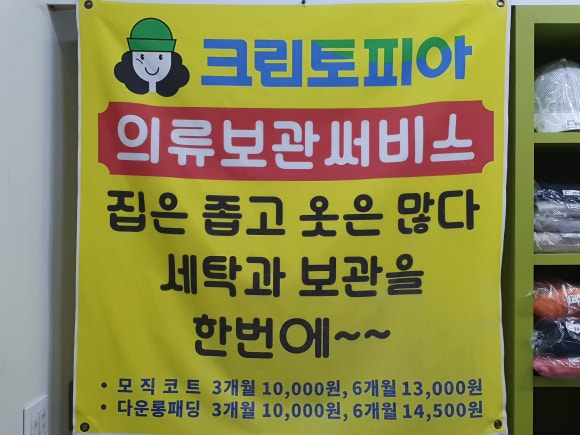 크린토피아
의류보관써비스
집은 좁고 옷은 많다
세탁과 보관을
한번에~~
• 모직코트 3개월 10,000원, 6개월 13,000원
• 다운롱패딩 3개월 10,000원, 6개월 14,500원